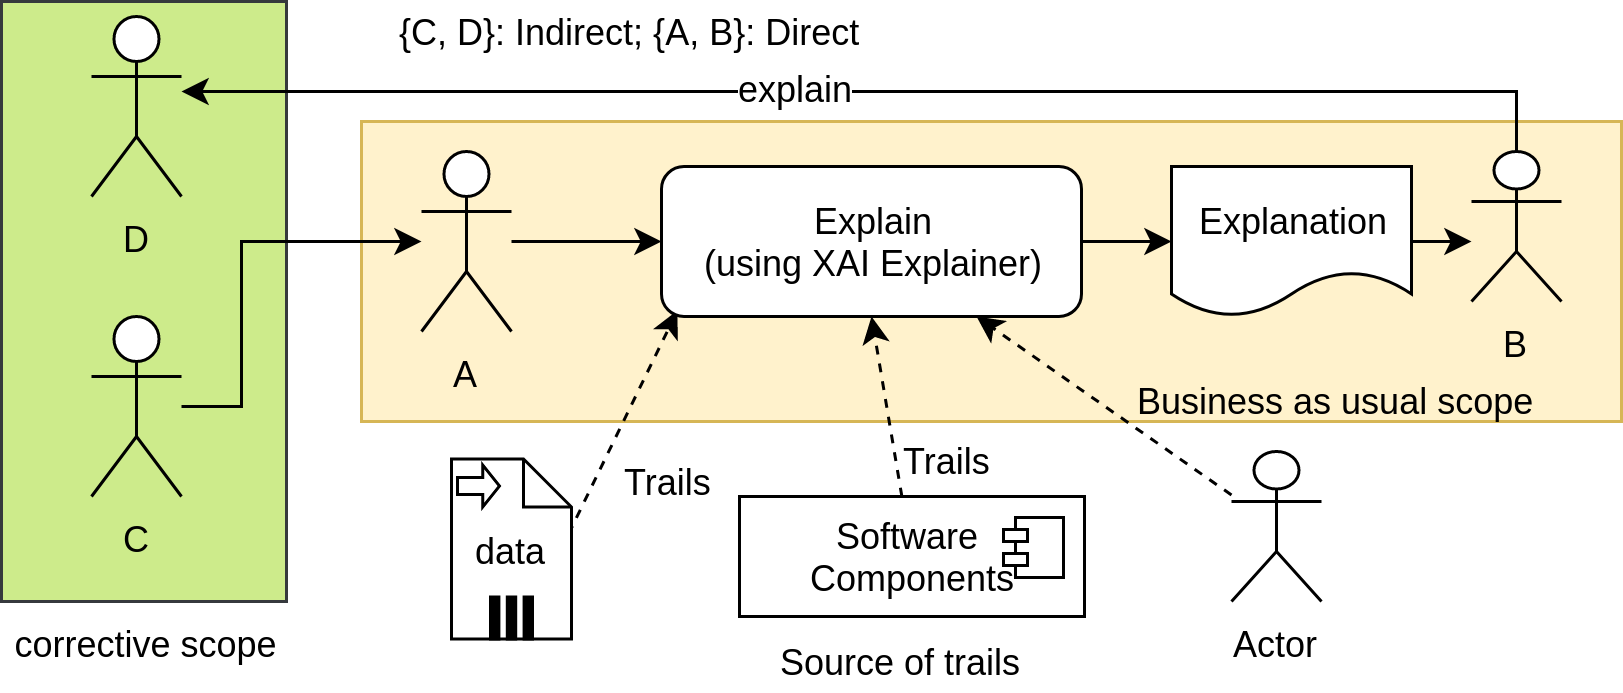 {C, D}: Indirect; {A, B}: Direct
explain
D
Explain
(using XAI Explainer)
Explanation
A
B
Business as usual scope
C
Trails
Trails
data
Software
Components
corrective scope
Source of trails
Actor